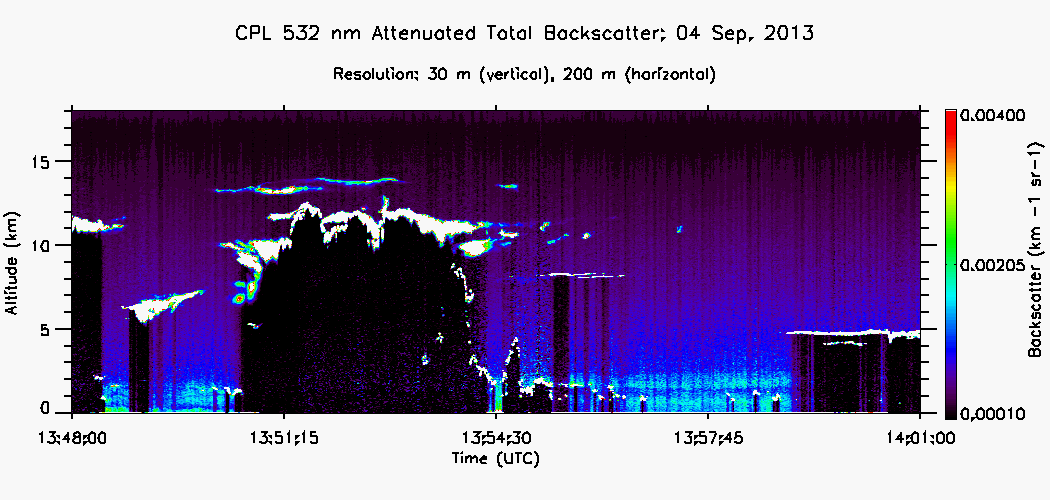 CPL 532 nm Attenuated Total Backscatter; 04 Sep, 2013
Resolution: 30 m (vertical), 200 m (horizontal)
15
10
5
0
Altitude (km)
13:48:00
13:51:15
13:54:30
13:57:45
14:01:00
Time (UTC)
0.00400
0.00205
0.00010
Backscatter (km -1 sr-1)